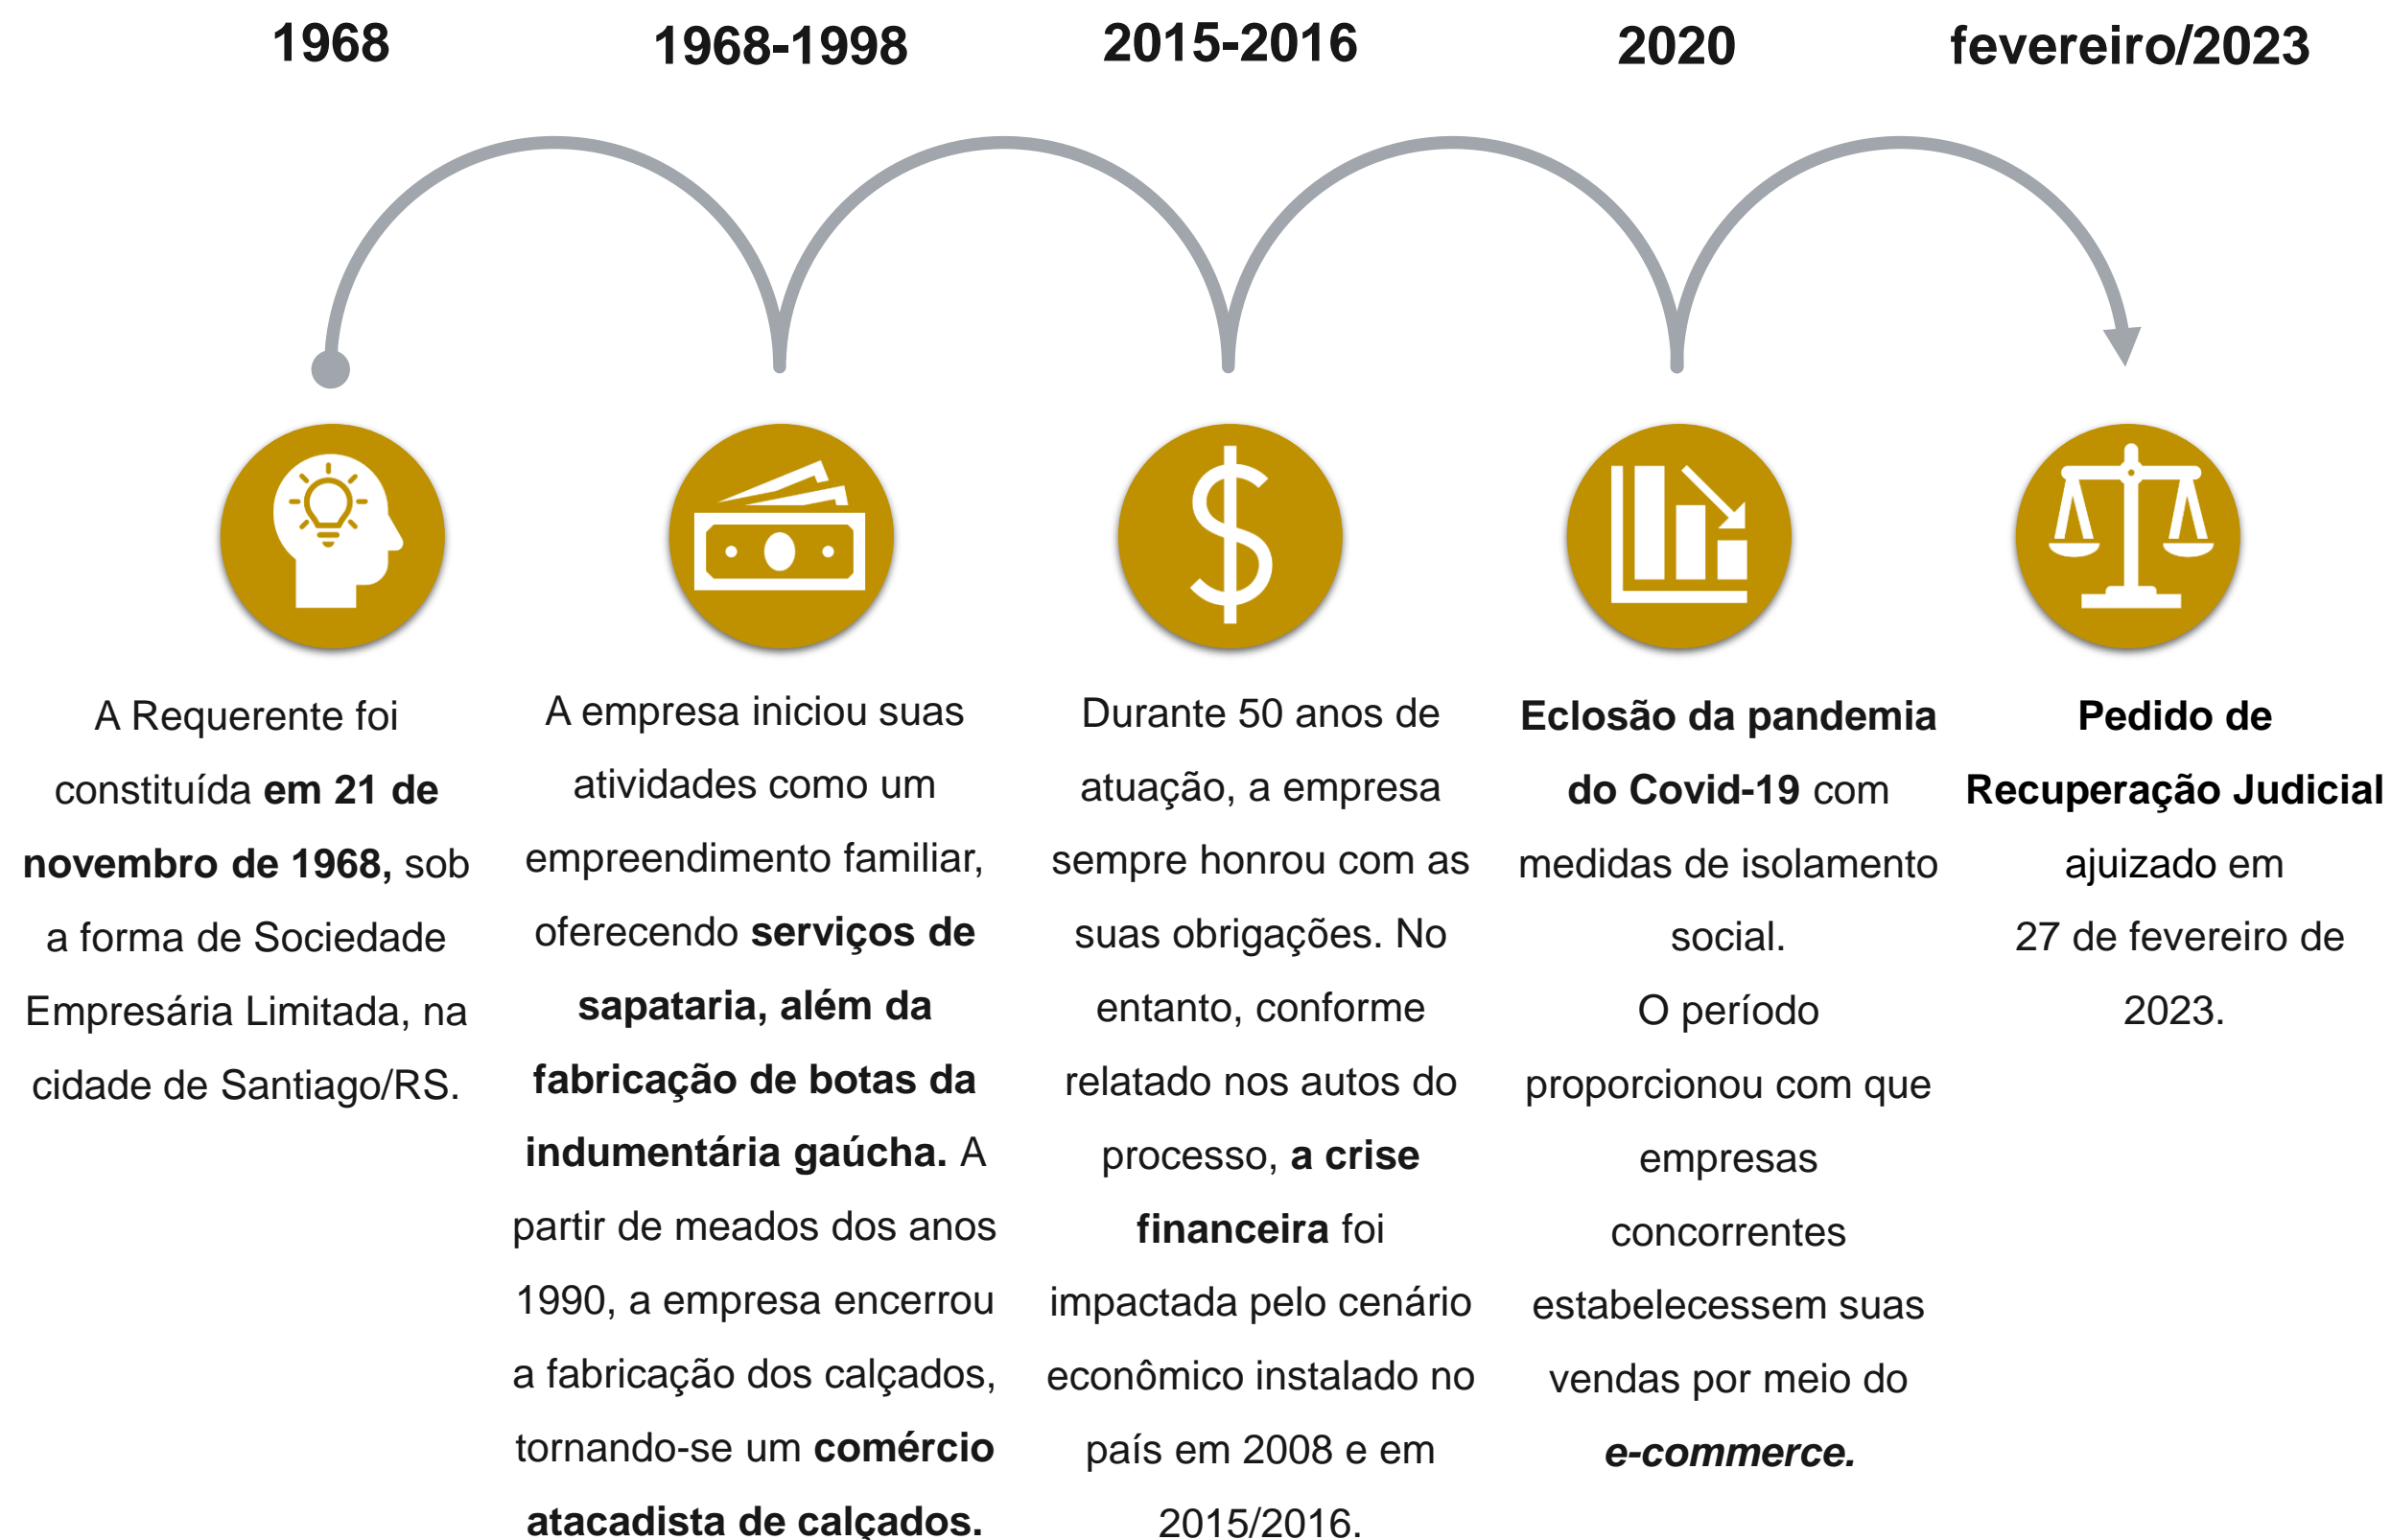 1968
1968-1998
2015-2016
2020
fevereiro/2023
A Requerente foi
constituída em 21 de
novembro de 1968, sob
a forma de Sociedade
Empresária Limitada, na
cidade de Santiago/RS.
A empresa iniciou suas
atividades como um
empreendimento familiar,
oferecendo serviços de
sapataria, além da
fabricação de botas da
indumentária gaúcha. A
partir de meados dos anos
1990, a empresa encerrou
a fabricação dos calçados,
tornando-se um comércio
atacadista de calçados.
Durante 50 anos de
atuação, a empresa
sempre honrou com as
suas obrigações. No
entanto, conforme
relatado nos autos do
processo, a crise
financeira foi
impactada pelo cenário
econômico instalado no
país em 2008 e em
2015/2016.
Eclosão da pandemia
do Covid-19 com
medidas de isolamento
social.
O período
proporcionou com que
empresas
concorrentes
estabelecessem suas
vendas por meio do
e-commerce.
Pedido de
Recuperação Judicial
ajuizado em
27 de fevereiro de
2023.